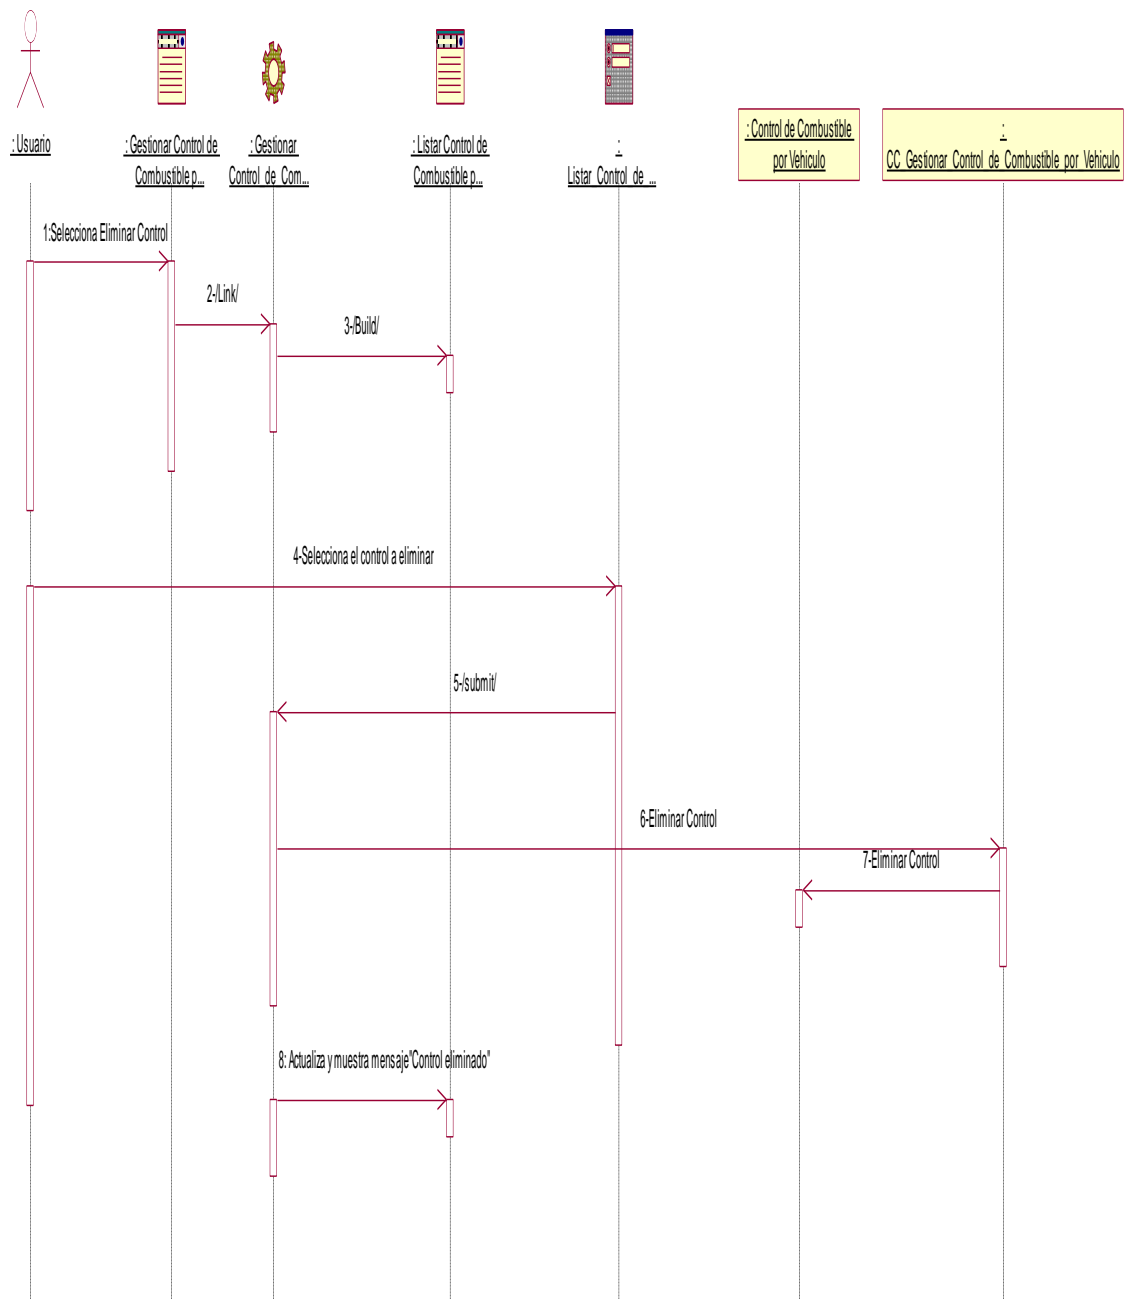 : Usuario
: Gestionar Control de
Combustible p...
: Gestionar
Control_de_Com...
: Listar Control de
Combustible p...
:
Listar_Control_de_...
: Control de Combustible
por Vehiculo
:
CC_Gestionar_Control_de_Combustible_por_Vehiculo
1:Selecciona Eliminar Control
2-/Link/
3-/Build/
4-Selecciona el control a eliminar
5-/submit/
6-Eliminar Control
7-Eliminar Control
8: Actualiza y muestra mensaje"Control eliminado"